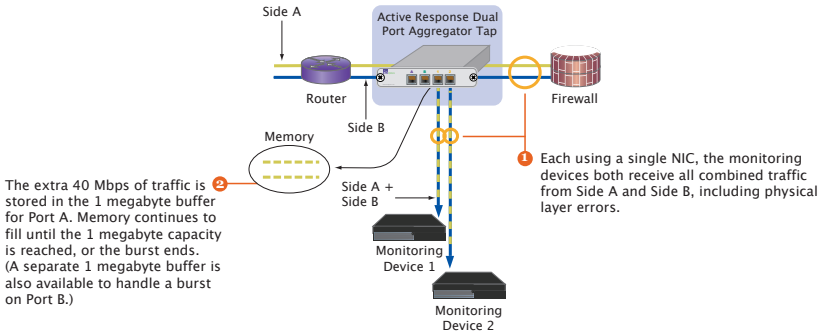 Side A
Active Response Dual
Port Aggregator Tap
Router
Firewall
Side B
Memory
1
Each using a single NIC, the monitoring
devices both receive all combined traffic
from Side A and Side B, including physical
layer errors.
2
The extra 40 Mbps of traffic is
stored in the 1 megabyte buffer
for Port A. Memory continues to
fill until the 1 megabyte capacity
is reached, or the burst ends.
(A separate 1 megabyte buffer is
also available to handle a burst
on Port B.)
Side A +
Side B
Monitoring
Device 1
Monitoring
Device 2